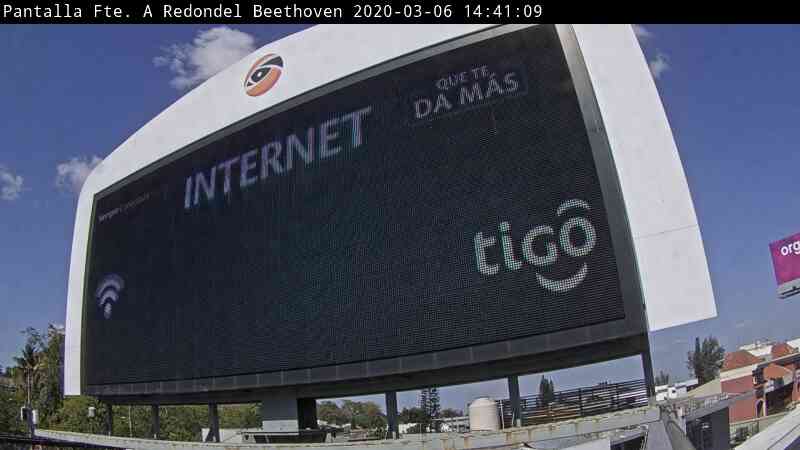 Pantalla Fte. A Redondel Beethoven 2020-03-06 14:41:09
QUE TE
DA MÁS
INTERNET
tigo
org